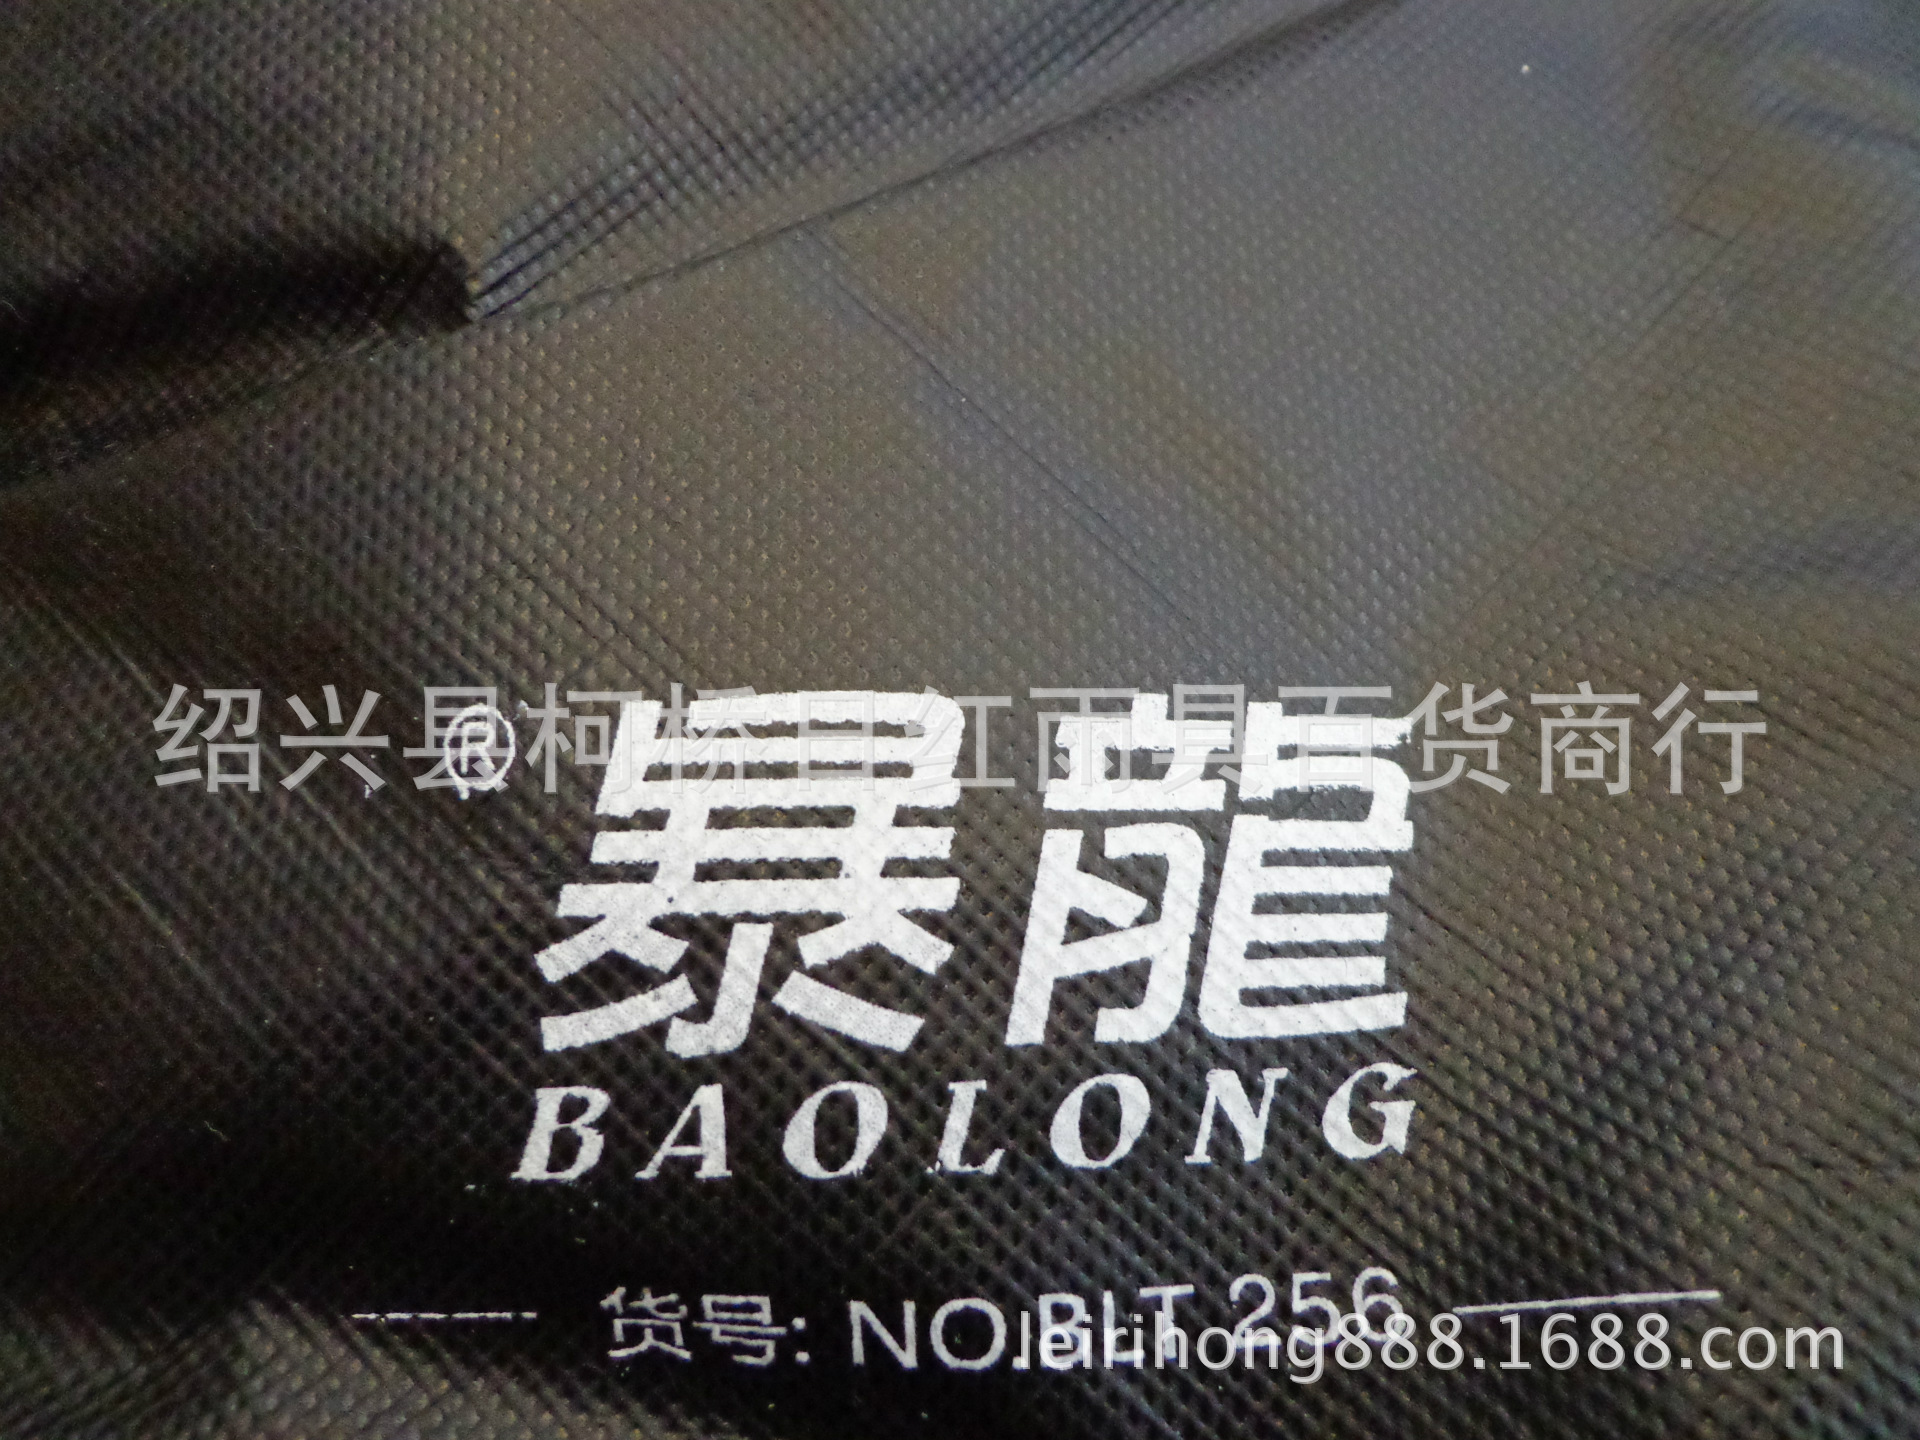 绍兴县柯桥目红雨具百货商行
® 暴龍
BAOLONG
货号: NO.BLT 256
leirihong888.1688.com